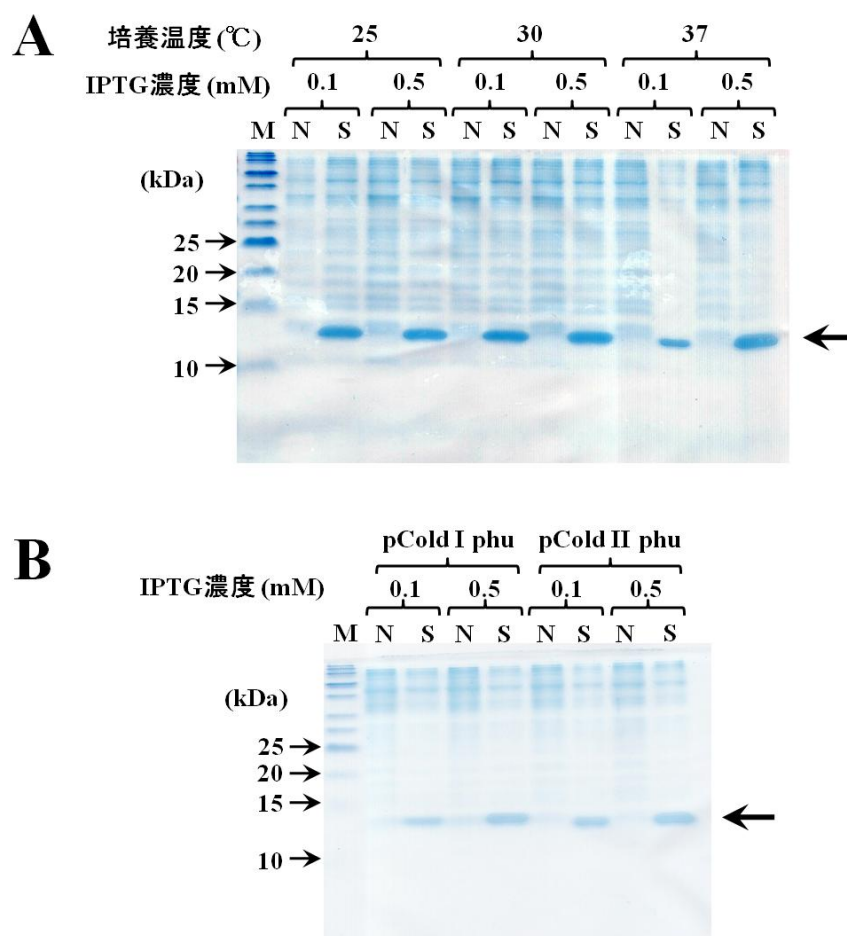 A
培養温度(℃) 25 30 37
IPTG濃度(mM) 0.1 0.5 0.1 0.5 0.1 0.5
M N S N S N S N S N S N S
(kDa)
25
20
15
10
B
pCold I phu pCold II phu
IPTG濃度(mM) 0.1 0.5 0.1 0.5
M N S N S N S N S
(kDa)
25
20
15
10